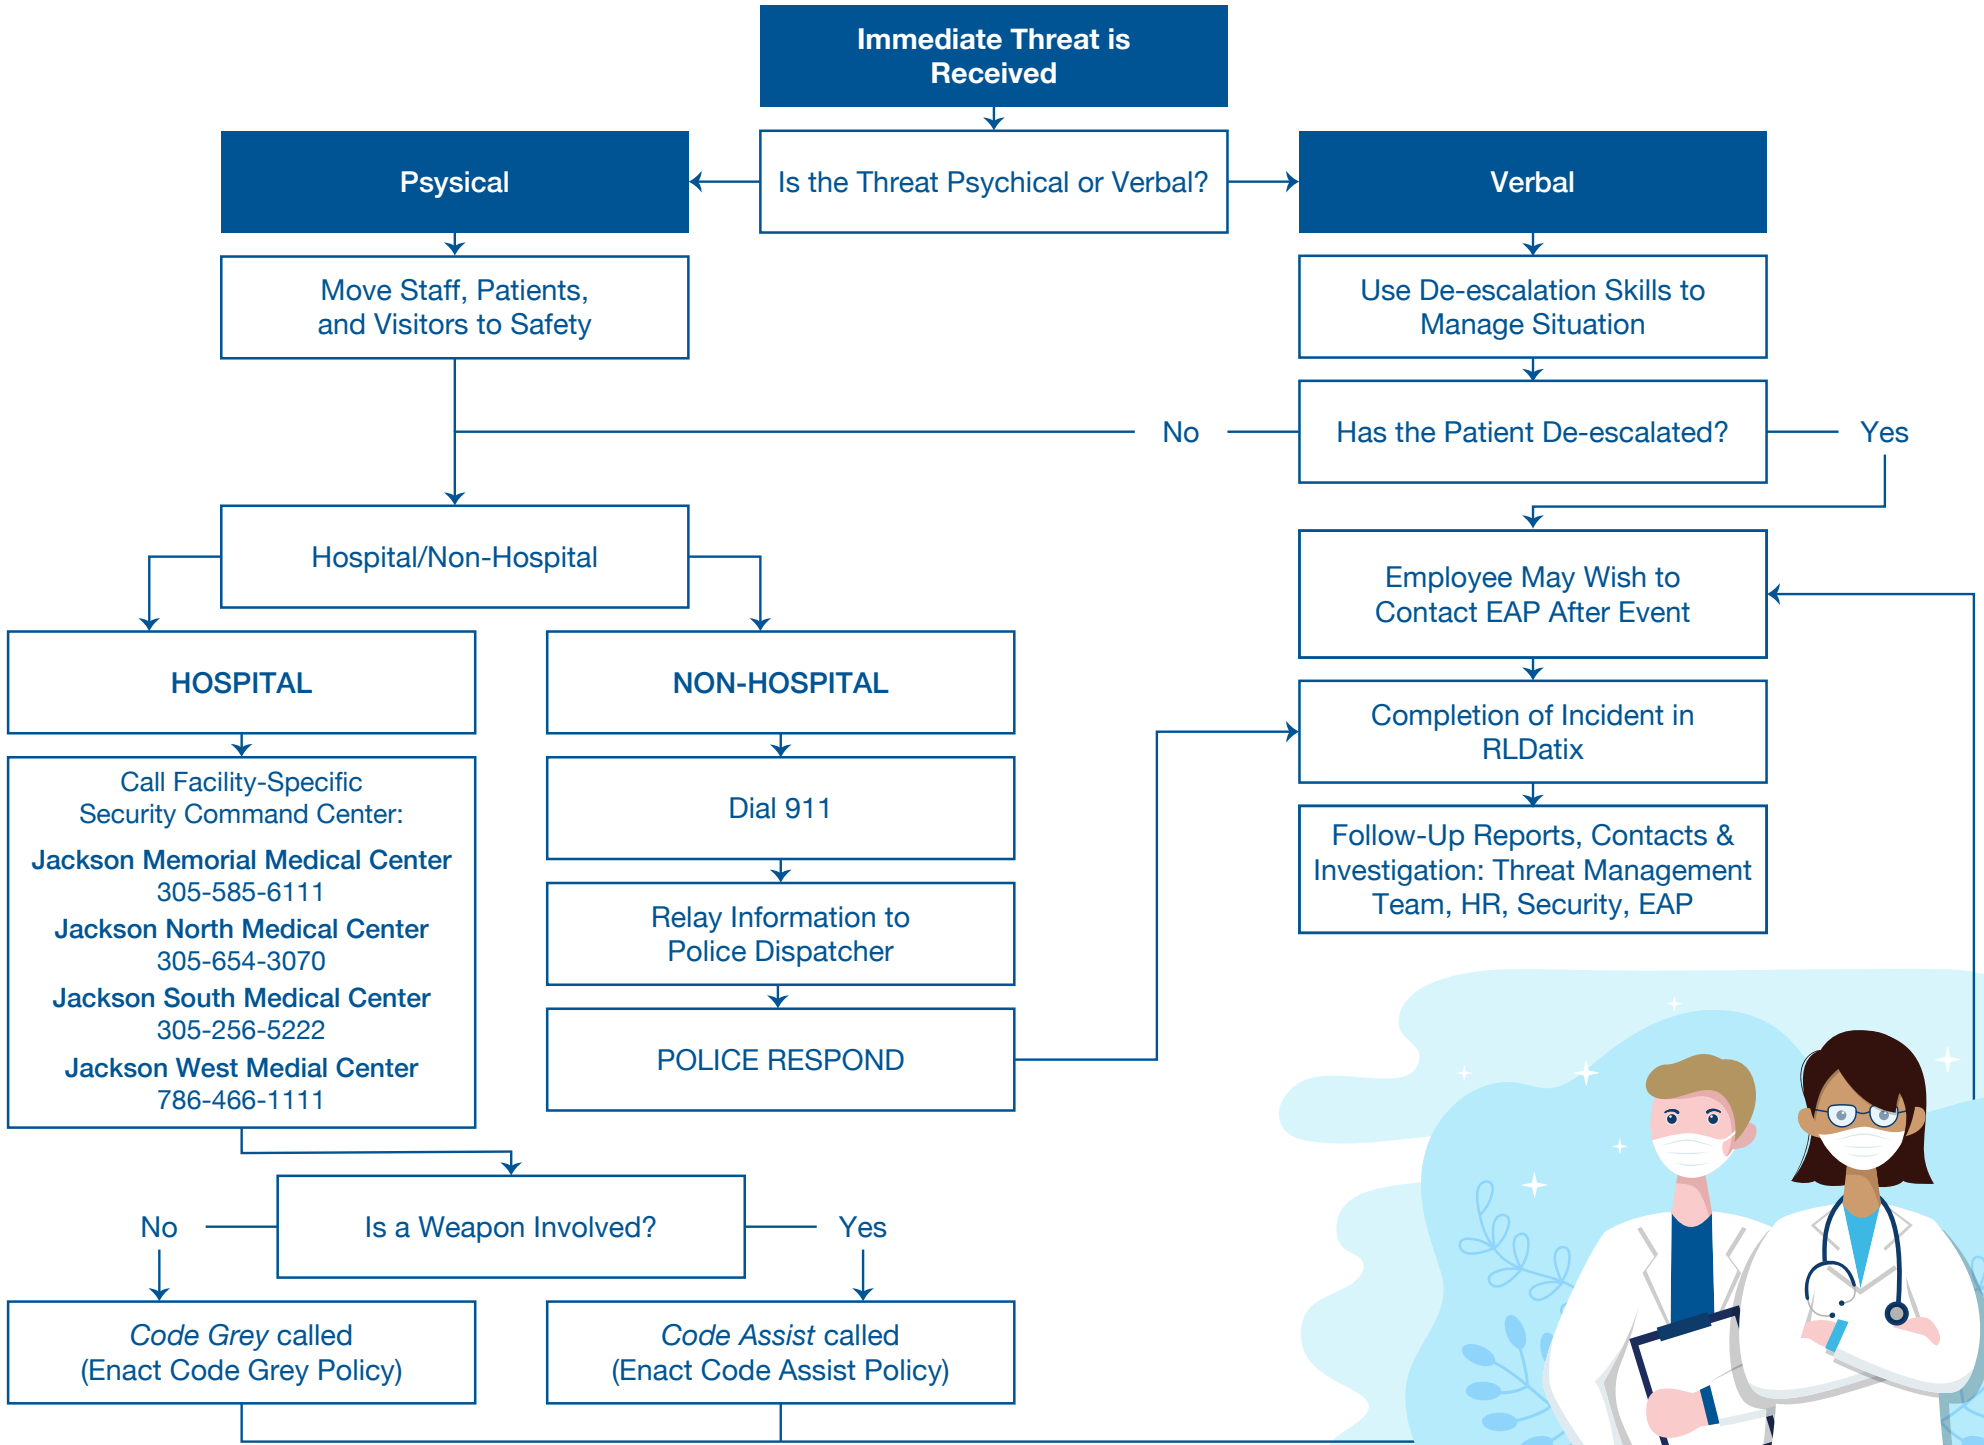 Immediate Threat is
Received
Psysical
Is the Threat Psychical or Verbal?
Verbal
Move Staff, Patients,
and Visitors to Safety
Use De-escalation Skills to
Manage Situation
No
Has the Patient De-escalated?
Yes
Hospital/Non-Hospital
Employee May Wish to
Contact EAP After Event
HOSPITAL
NON-HOSPITAL
Completion of Incident in
RLDatix
Call Facility-Specific
Security Command Center:
Jackson Memorial Medical Center
305-585-6111
Jackson North Medical Center
305-654-3070
Jackson South Medical Center
305-256-5222
Jackson West Medial Center
786-466-1111
Dial 911
Relay Information to
Police Dispatcher
POLICE RESPOND
Follow-Up Reports, Contacts &
Investigation: Threat Management
Team, HR, Security, EAP
No
Is a Weapon Involved?
Yes
Code Grey called
(Enact Code Grey Policy)
Code Assist called
(Enact Code Assist Policy)